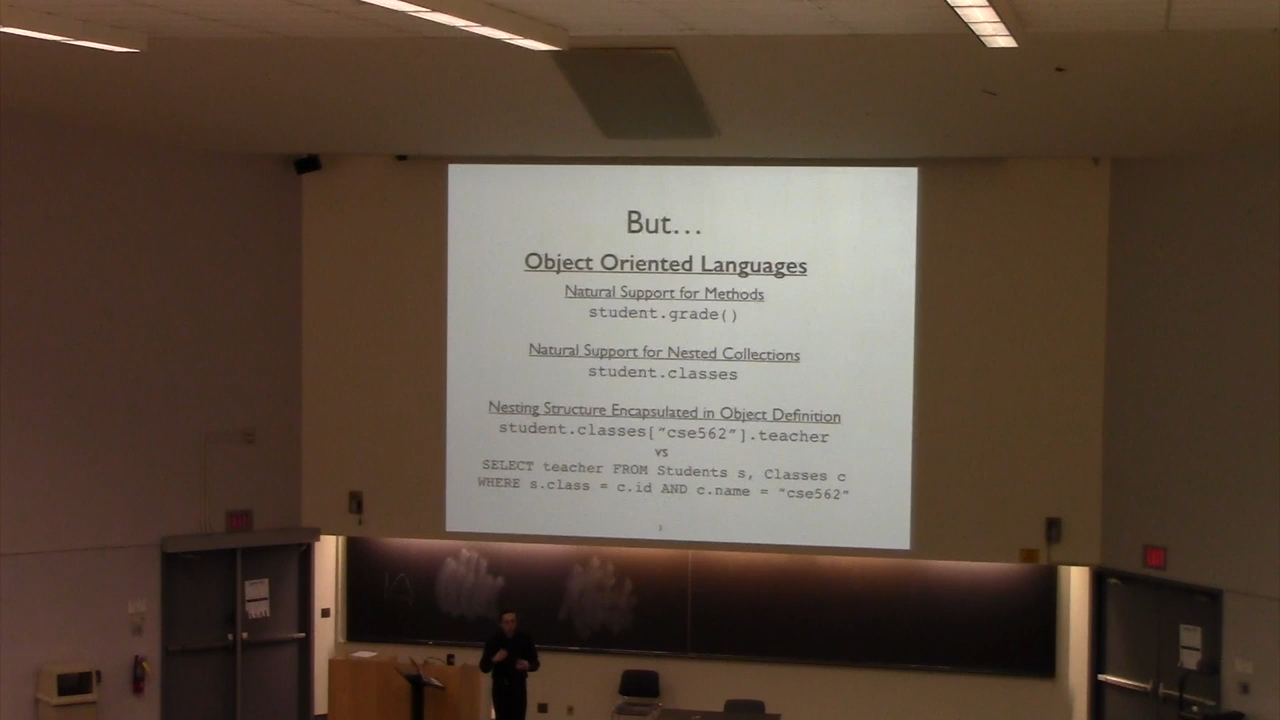 But...
Object Oriented Languages
Natural Support for Methods
student.grade()
Natural Support for Nested Collections
student.classes
Nesting Structure Encapsulated in Object Definition
student.classes["cse562"].teacher
vs
SELECT teacher FROM Students s, Classes c
WHERE s.class = c.id AND c.name = "cse562"